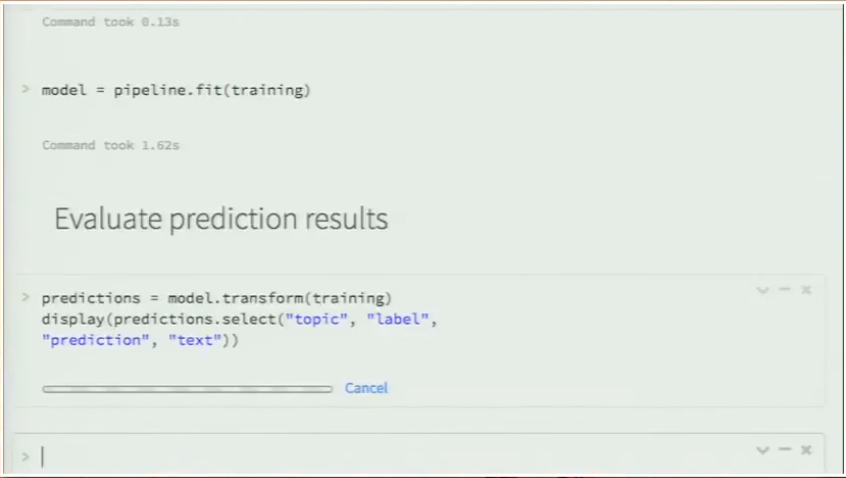 Command took 0.13s
> model = pipeline.fit(training)
Command took 1.62s
Evaluate prediction results
> predictions = model.transform(training)
display(predictions.select("topic", "label",
"prediction", "text"))
Cancel
>